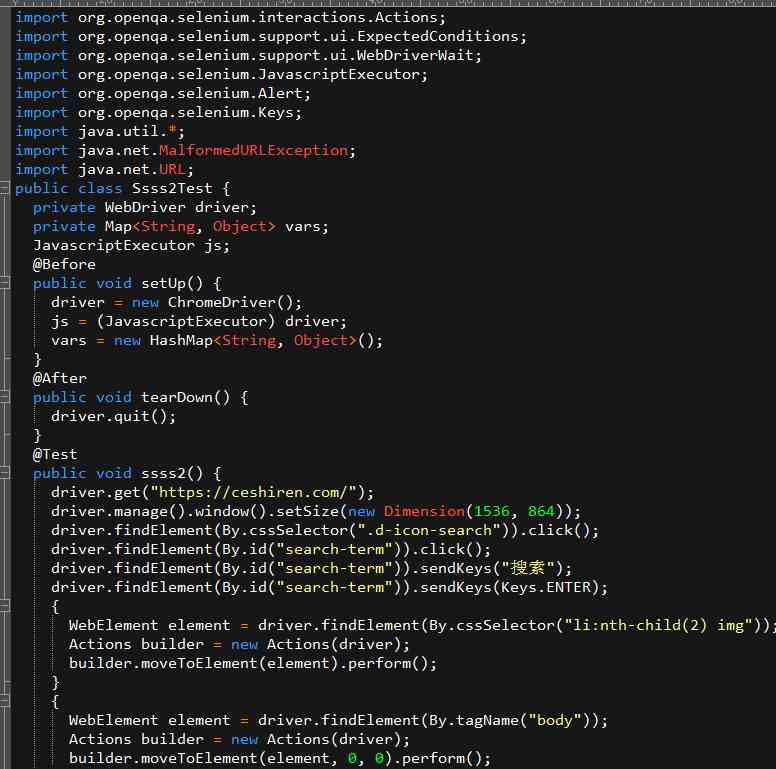 import org.openqa.selenium.interactions.Actions;
import org.openqa.selenium.support.ui.ExpectedConditions;
import org.openqa.selenium.support.ui.WebDriverWait;
import org.openqa.selenium.JavascriptExecutor;
import org.openqa.selenium.Alert;
import org.openqa.selenium.Keys;
import java.util.*;
import java.net.MalformedURLException;
import java.net.URL;
public class Ssss2Test {
  private WebDriver driver;
  private Map<String, Object> vars;
  JavascriptExecutor js;
  @Before
  public void setUp() {
    driver = new ChromeDriver();
    js = (JavascriptExecutor) driver;
    vars = new HashMap<String, Object>();
  }
  @After
  public void tearDown() {
    driver.quit();
  }
  @Test
  public void ssss2() {
    driver.get("https://ceshiren.com/");
    driver.manage().window().setSize(new Dimension(1536, 864));
    driver.findElement(By.cssSelector(".d-icon-search")).click();
    driver.findElement(By.id("search-term")).click();
    driver.findElement(By.id("search-term")).sendKeys("搜索");
    driver.findElement(By.id("search-term")).sendKeys(Keys.ENTER);
    {
      WebElement element = driver.findElement(By.cssSelector("li:nth-child(2) img"));
      Actions builder = new Actions(driver);
      builder.moveToElement(element).perform();
    }
    {
      WebElement element = driver.findElement(By.tagName("body"));
      Actions builder = new Actions(driver);
      builder.moveToElement(element, 0, 0).perform();